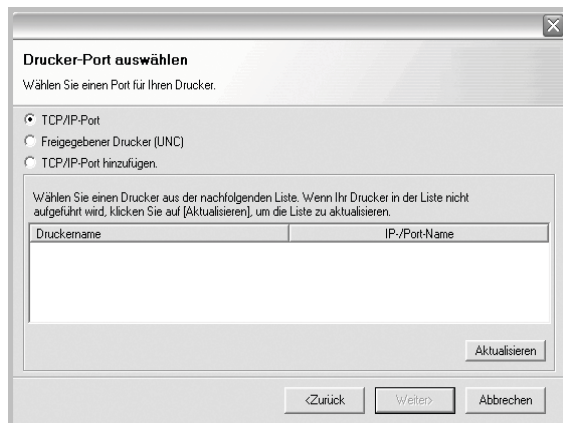 Drucker-Port auswählen
Wählen Sie einen Port für Ihren Drucker.
TCP/IP-Port
Freigegebener Drucker (UNC)
TCP/IP-Port hinzufügen.
Wählen Sie einen Drucker aus der nachfolgenden Liste. Wenn Ihr Drucker in der Liste nicht
aufgeführt wird, klicken Sie auf [Aktualisieren], um die Liste zu aktualisieren.
Druckername IP-/Port-Name
Aktualisieren
<Zurück Weiter> Abbrechen